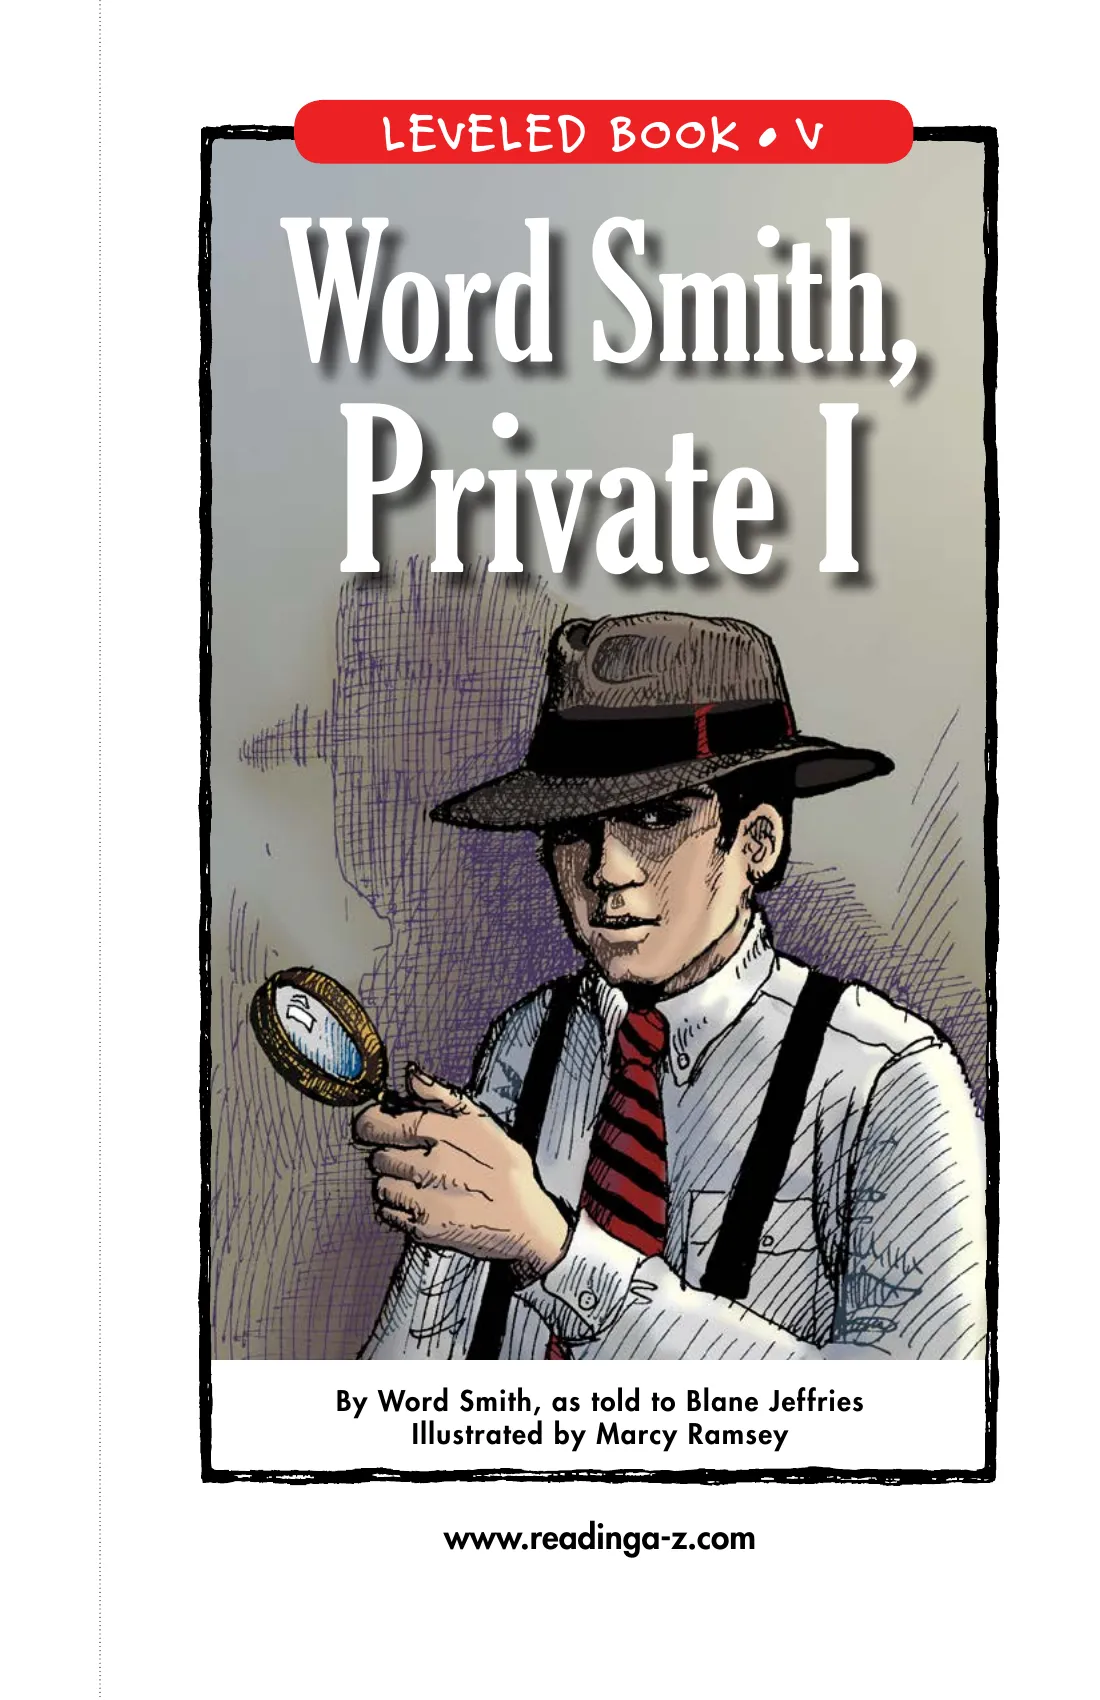 LEVELED BOOK • V
Word Smith,
Private I
By Word Smith, as told to Blane Jeffries
Illustrated by Marcy Ramsey
www.readinga-z.com